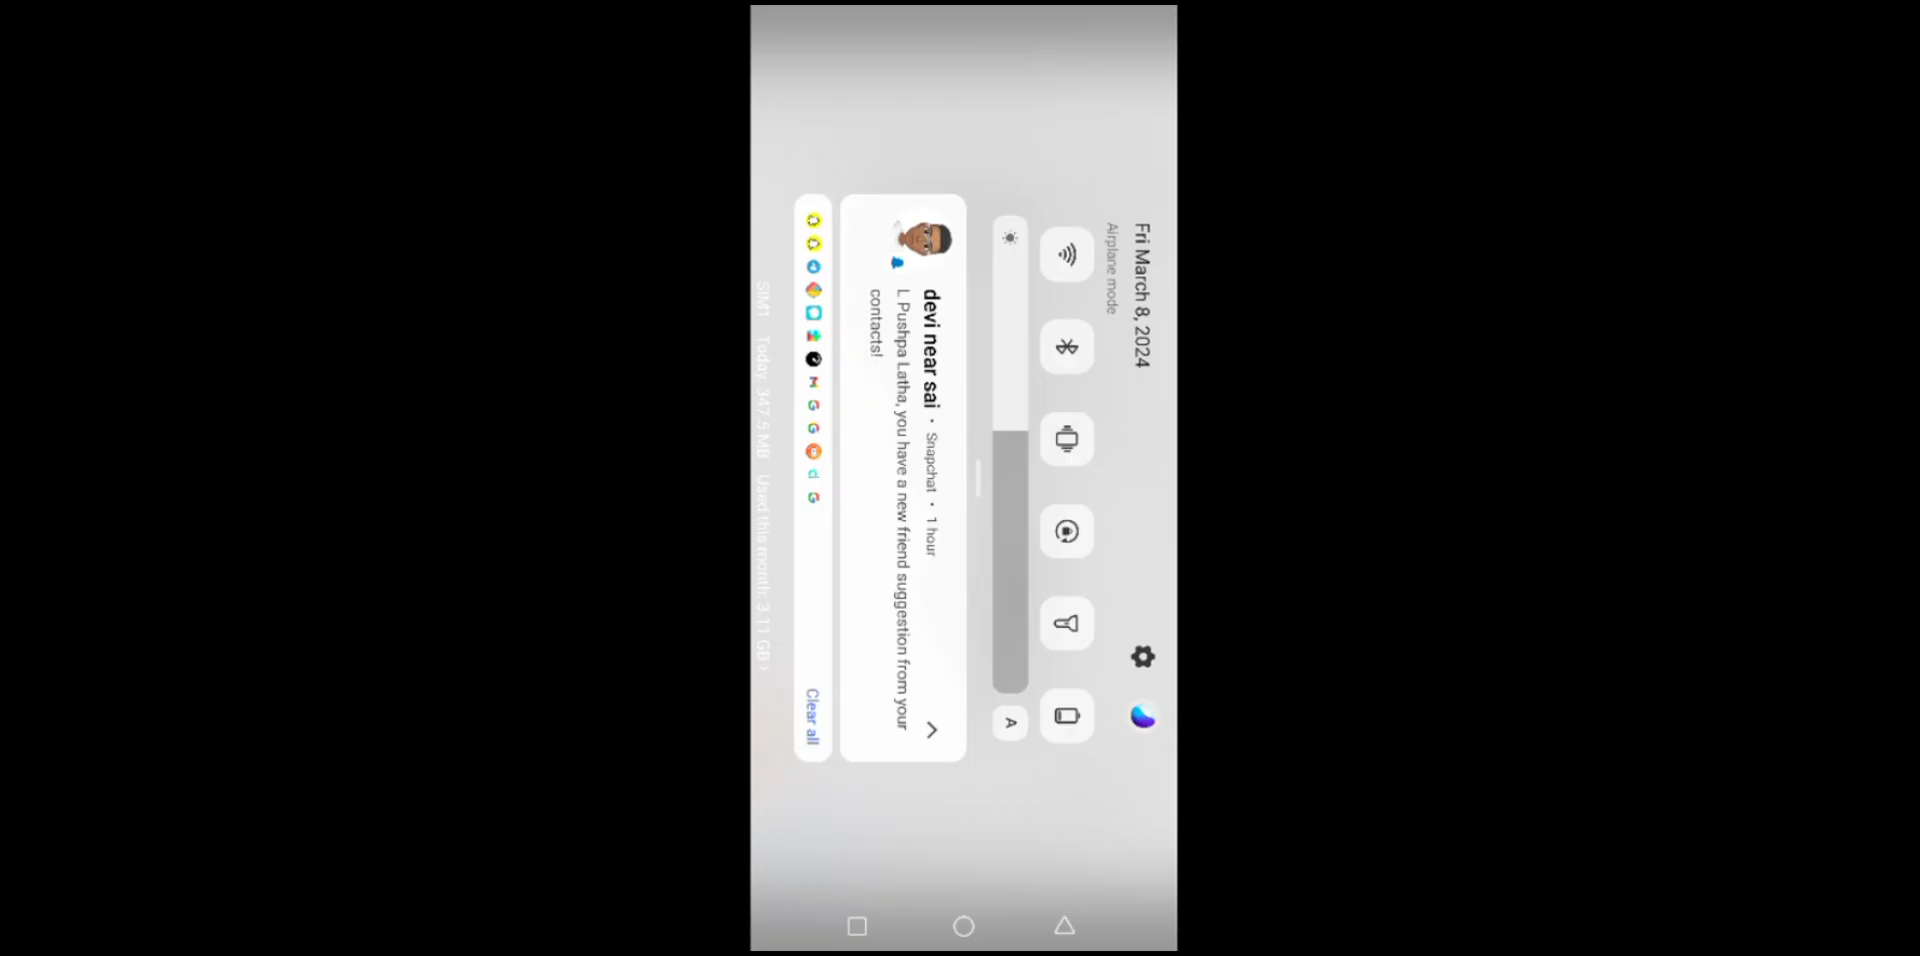 Fri March 8, 2024
Airplane mode
A
devi near sai • Snapchat • 1 hour
L Pushpa Latha, you have a new friend suggestion from your
contacts!
Clear all
SIM1 Today: 347.5 MB Used this month: 3.11 GB >